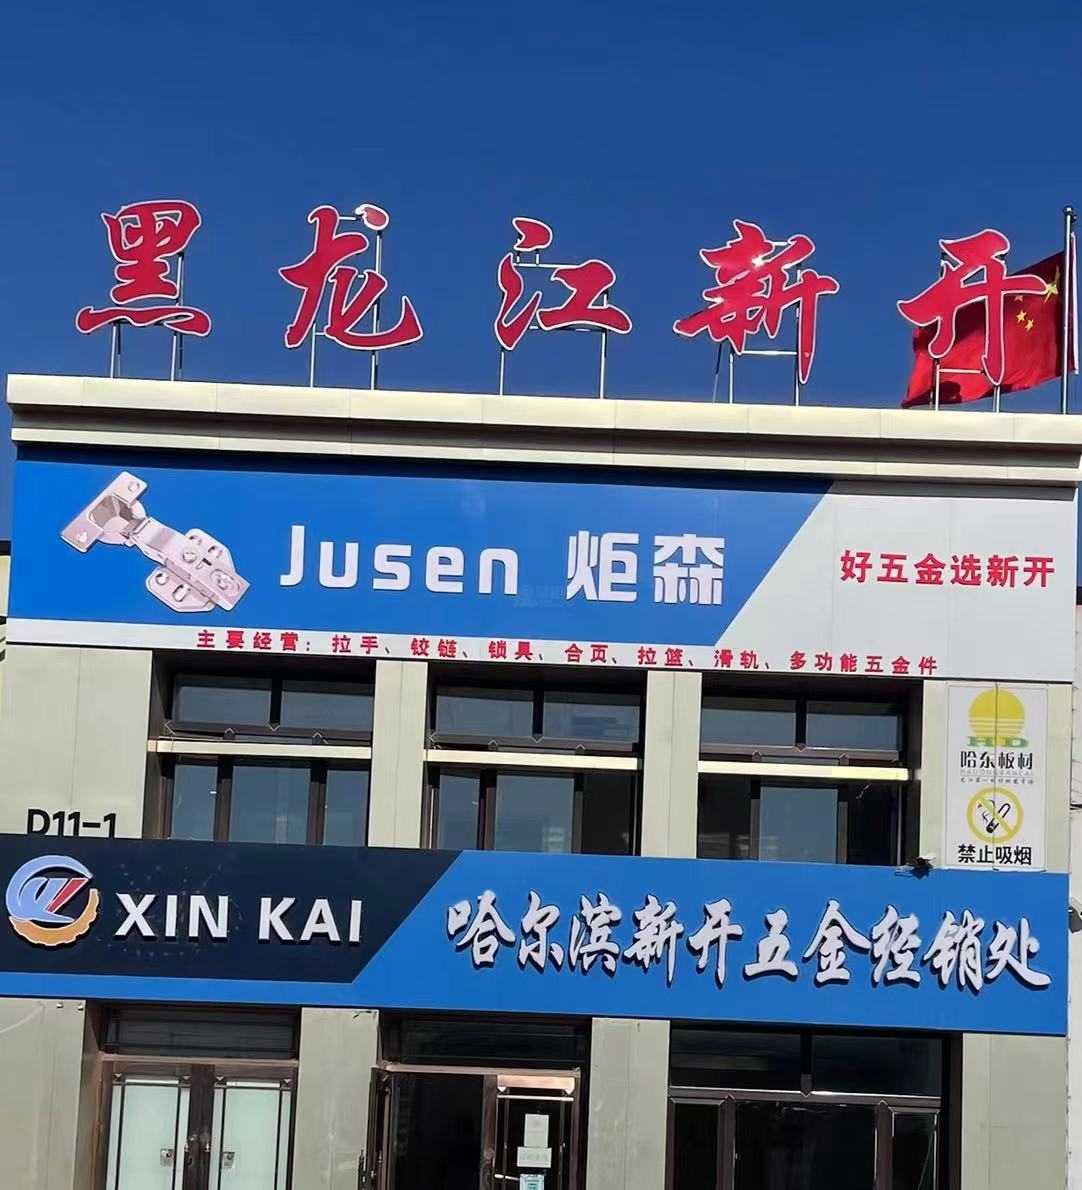 黑龙江新开
Jusen 炬森
好五金选新开
主要经营：拉手、铰链、锁具、合页、拉篮、滑轨、多功能五金件
HD
哈东板材
HADONGBANCAI
禁止吸烟
D11-1
XIN KAI
哈尔滨新开五金经销处